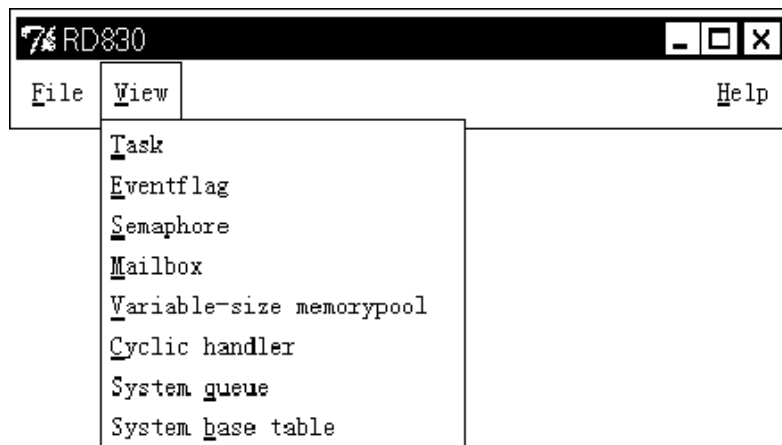 RD830
File View Help
Task
Eventflag
Semaphore
Mailbox
Variable-size memorypool
Cyclic handler
System queue
System base table